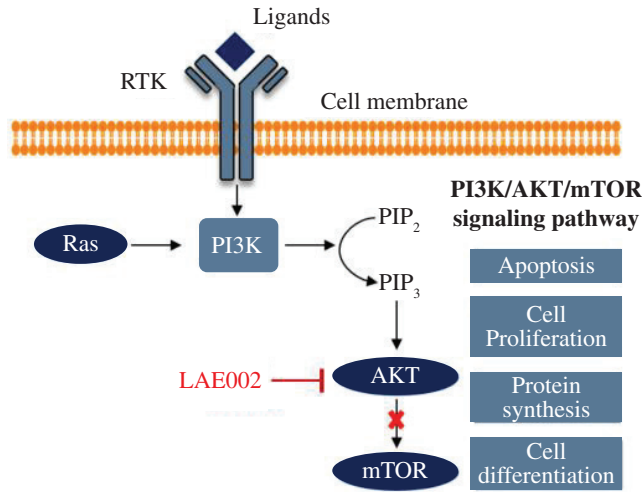 Ligands
RTK
Cell membrane
PI3K/AKT/mTOR
signaling pathway
Ras
PI3K
PIP₂
PIP₃
Apoptosis
Cell
Proliferation
LAE002
AKT
Protein
synthesis
mTOR
Cell
differentiation